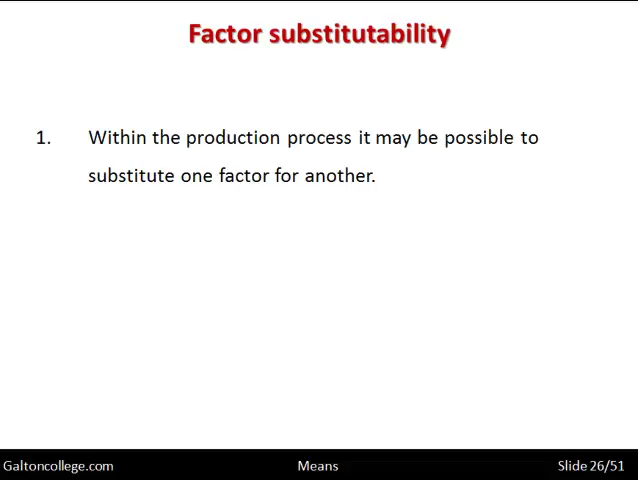 Factor substitutability
1. Within the production process it may be possible to
substitute one factor for another.
Galtoncollege.com Means Slide 26/51